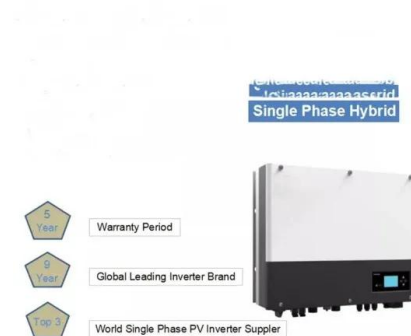 Single Phase Hybrid
5
Year
Warranty Period
9
Year
Global Leading Inverter Brand
Top 3
World Single Phase PV Inverter Suppler